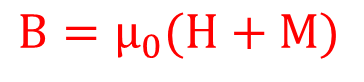 B = μ₀(H + M)